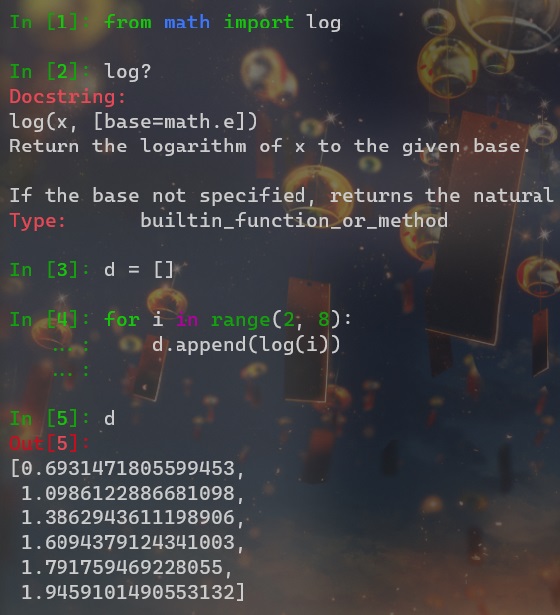 In [1]: from math import log
In [2]: log?
Docstring:
log(x, [base=math.e])
Return the logarithm of x to the given base.
If the base not specified, returns the natural
Type:      builtin_function_or_method
In [3]: d = []
In [4]: for i in range(2, 8):
   ...:     d.append(log(i))
   ...:
In [5]: d
Out[5]:
[0.6931471805599453,
 1.0986122886681098,
 1.3862943611198906,
 1.6094379124341003,
 1.791759469228055,
 1.9459101490553132]